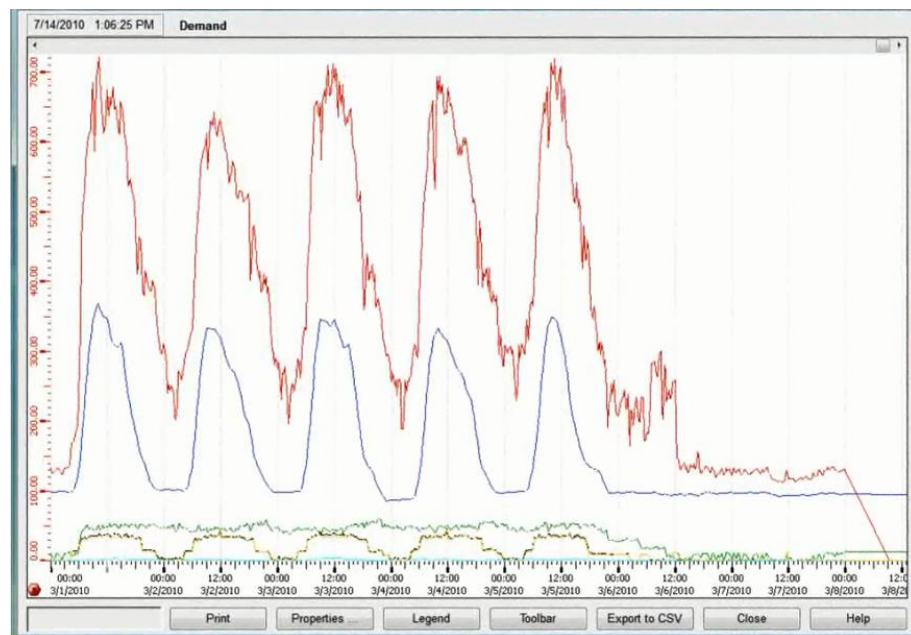 7/14/2010 1:06:25 PM Demand
700.00
600.00
500.00
400.00
300.00
200.00
100.00
0.00
00:00 00:00 12:00 00:00 12:00 00:00 12:00 00:00 12:00 00:00 12:00 00:00 12:00 00:00 12:0
3/1/2010 3/2/2010 3/2/2010 3/3/2010 3/3/2010 3/4/2010 3/4/2010 3/5/2010 3/5/2010 3/6/2010 3/6/2010 3/7/2010 3/7/2010 3/8/2010 3/8/2
Print Properties ... Legend Toolbar Export to CSV Close Help